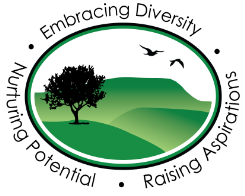 Embracing Diversity
Raising Aspirations
Nurturing Potential